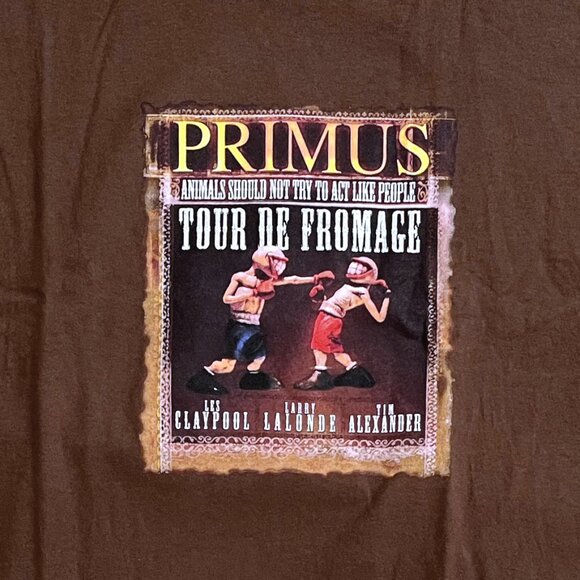 PRIMUS
ANIMALS SHOULD NOT TRY TO ACT LIKE PEOPLE
TOUR DE FROMAGE
LES CLAYPOOL
LARRY LALONDE
TIM ALEXANDER